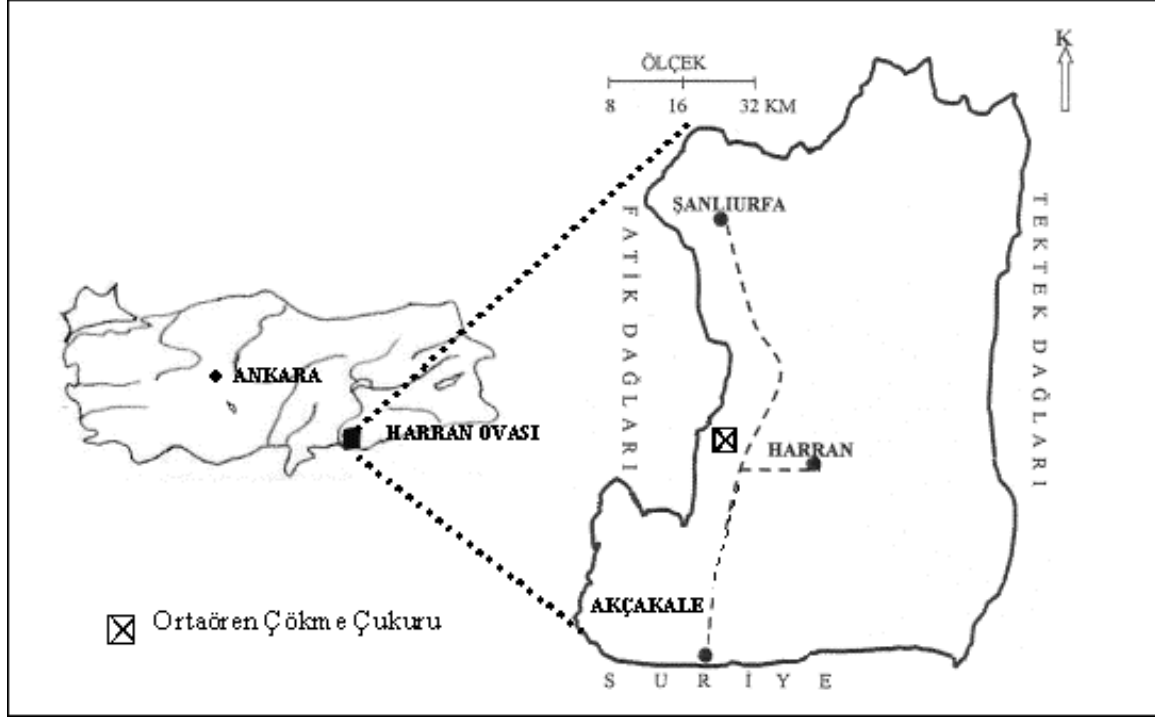 K
ÖLÇEK
8 16 32 KM
ŞANLIURFA
FATİK DAĞLARI
TEKTEK DAĞLARI
ANKARA
HARRAN OVASI
HARRAN
AKÇAKALE
Ortaören Çökme Çukuru
SURİYE